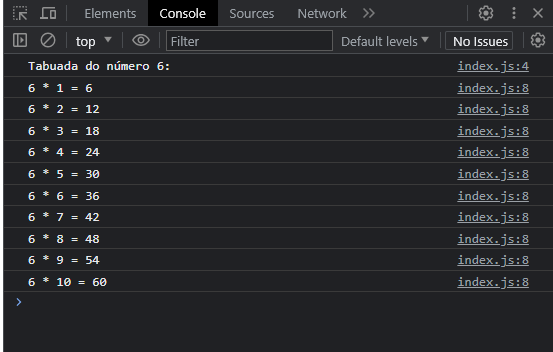 Elements Console Sources Network
top Filter Default levels No Issues
Tabuada do número 6: index.js:4
6 * 1 = 6 index.js:8
6 * 2 = 12 index.js:8
6 * 3 = 18 index.js:8
6 * 4 = 24 index.js:8
6 * 5 = 30 index.js:8
6 * 6 = 36 index.js:8
6 * 7 = 42 index.js:8
6 * 8 = 48 index.js:8
6 * 9 = 54 index.js:8
6 * 10 = 60 index.js:8